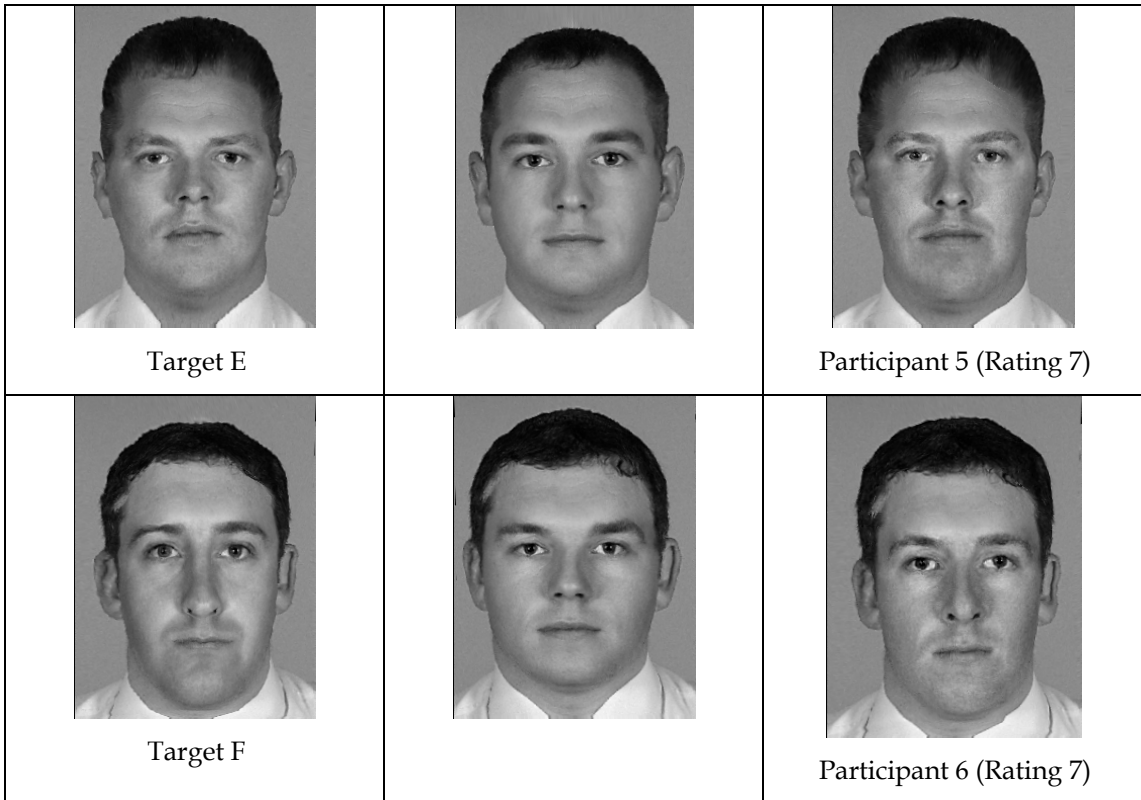 Target E
Participant 5 (Rating 7)
Target F
Participant 6 (Rating 7)